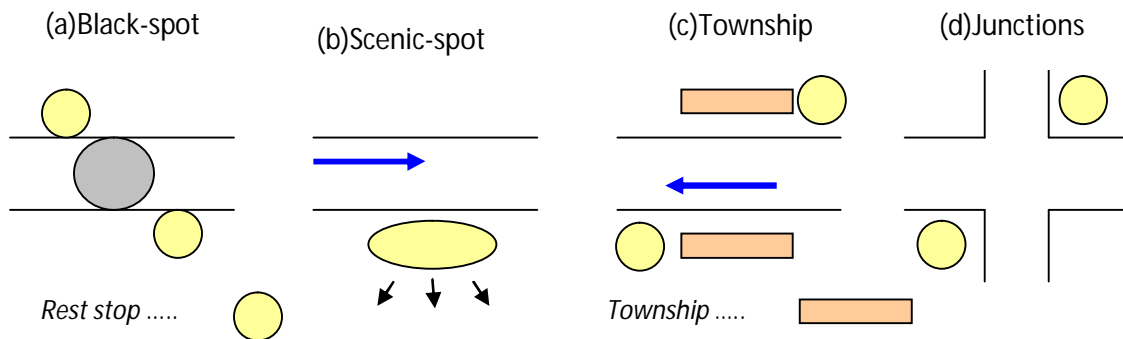 (a)Black-spot
(b)Scenic-spot
(c)Township
(d)Junctions
Rest stop .....
Township .....